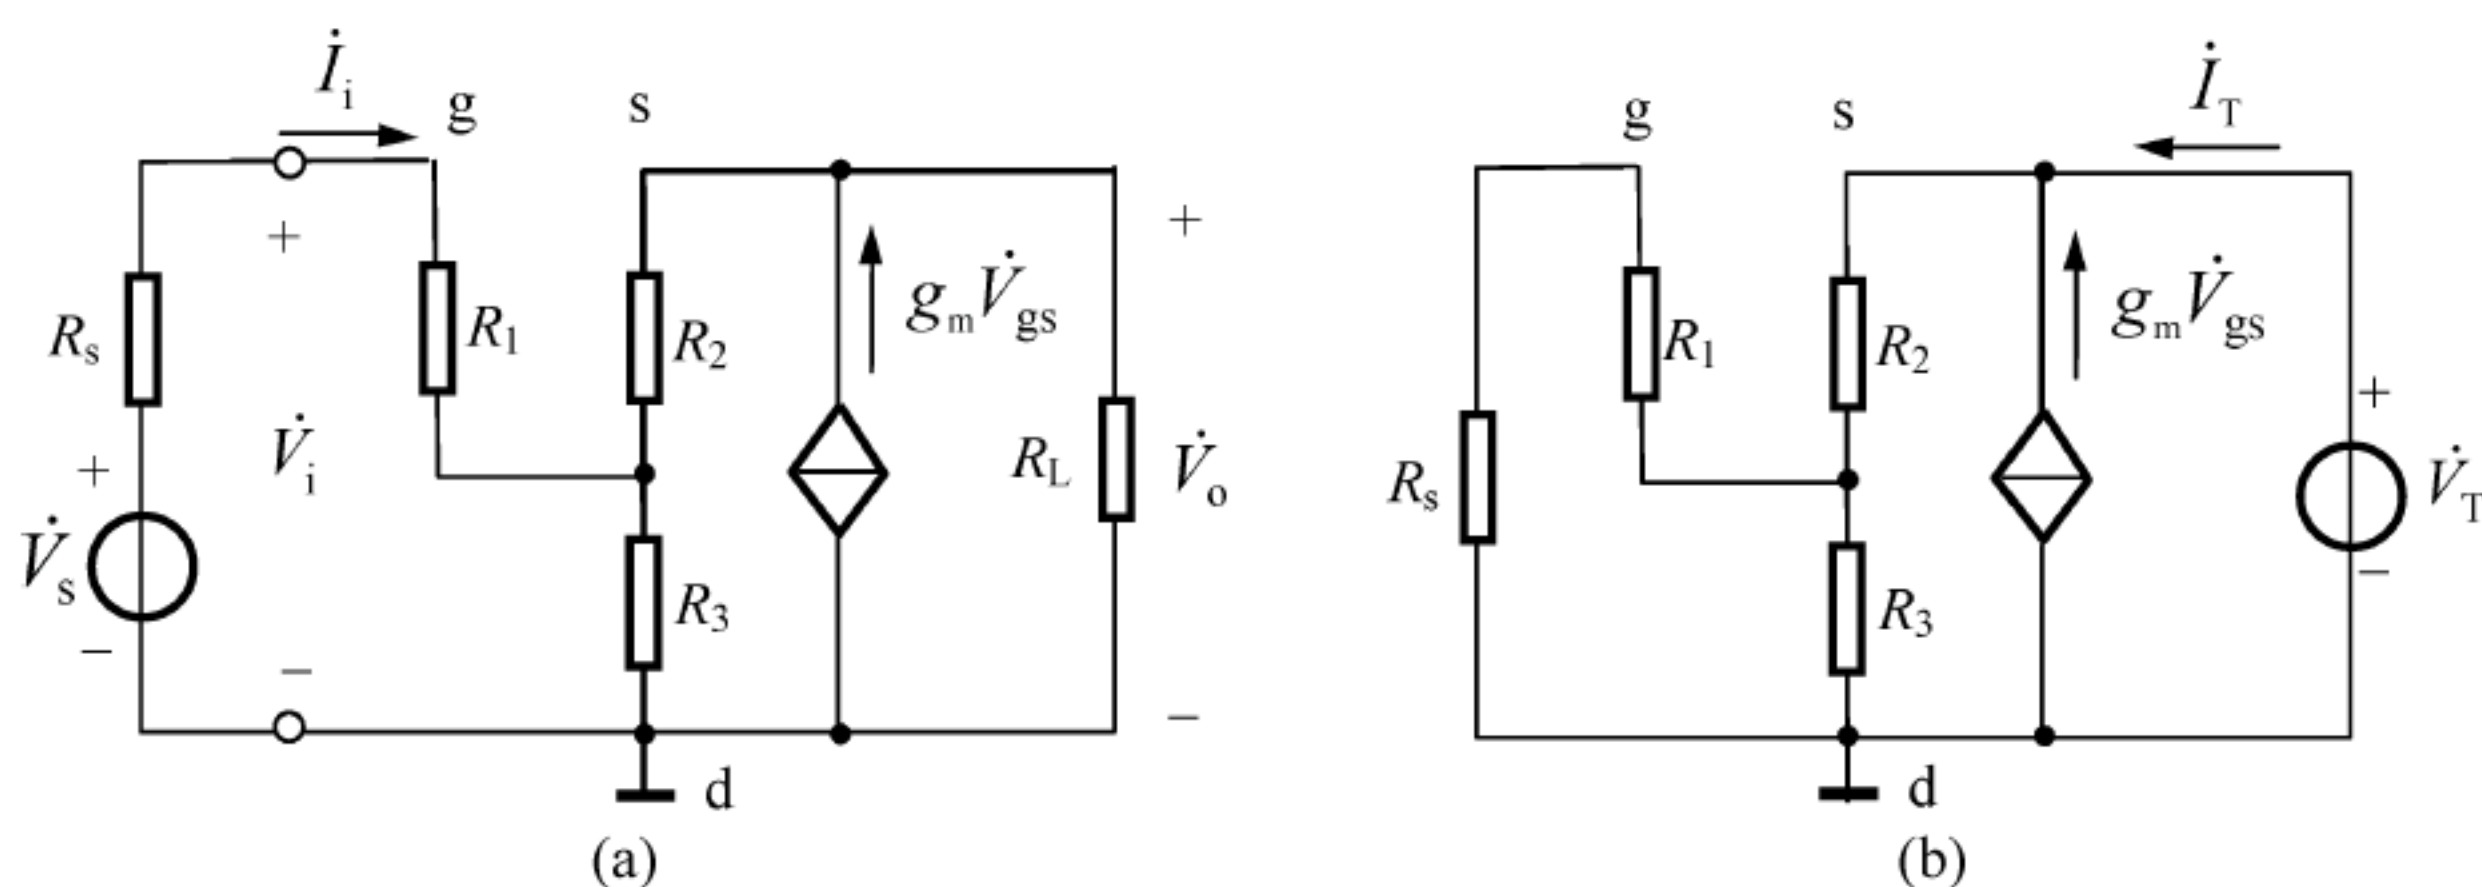 İi
g
s
+
+
Rs
R1
R2
gmV̇gs
V̇i
+
V̇s
−
−
R3
RL
V̇o
−
d
(a)
g
s
İT
R1
R2
gmV̇gs
Rs
+
V̇T
−
R3
d
(b)